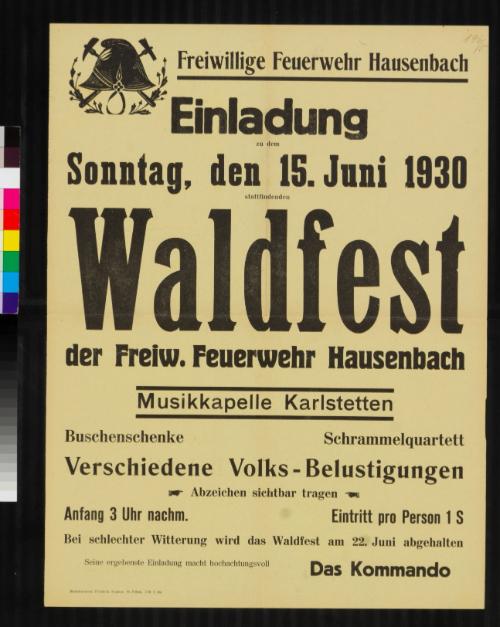 Freiwillige Feuerwehr Hausenbach
Einladung
zu dem
Sonntag, den 15. Juni 1930
stattfindenden
Waldfest
der Freiw. Feuerwehr Hausenbach
Musikkapelle Karlstetten
Buschenschenke Schrammelquartett
Verschiedene Volks-Belustigungen
Abzeichen sichtbar tragen
Anfang 3 Uhr nachm. Eintritt pro Person 1 S
Bei schlechter Witterung wird das Waldfest am 22. Juni abgehalten
Seine ergebenste Einladung macht hochachtungsvoll Das Kommando